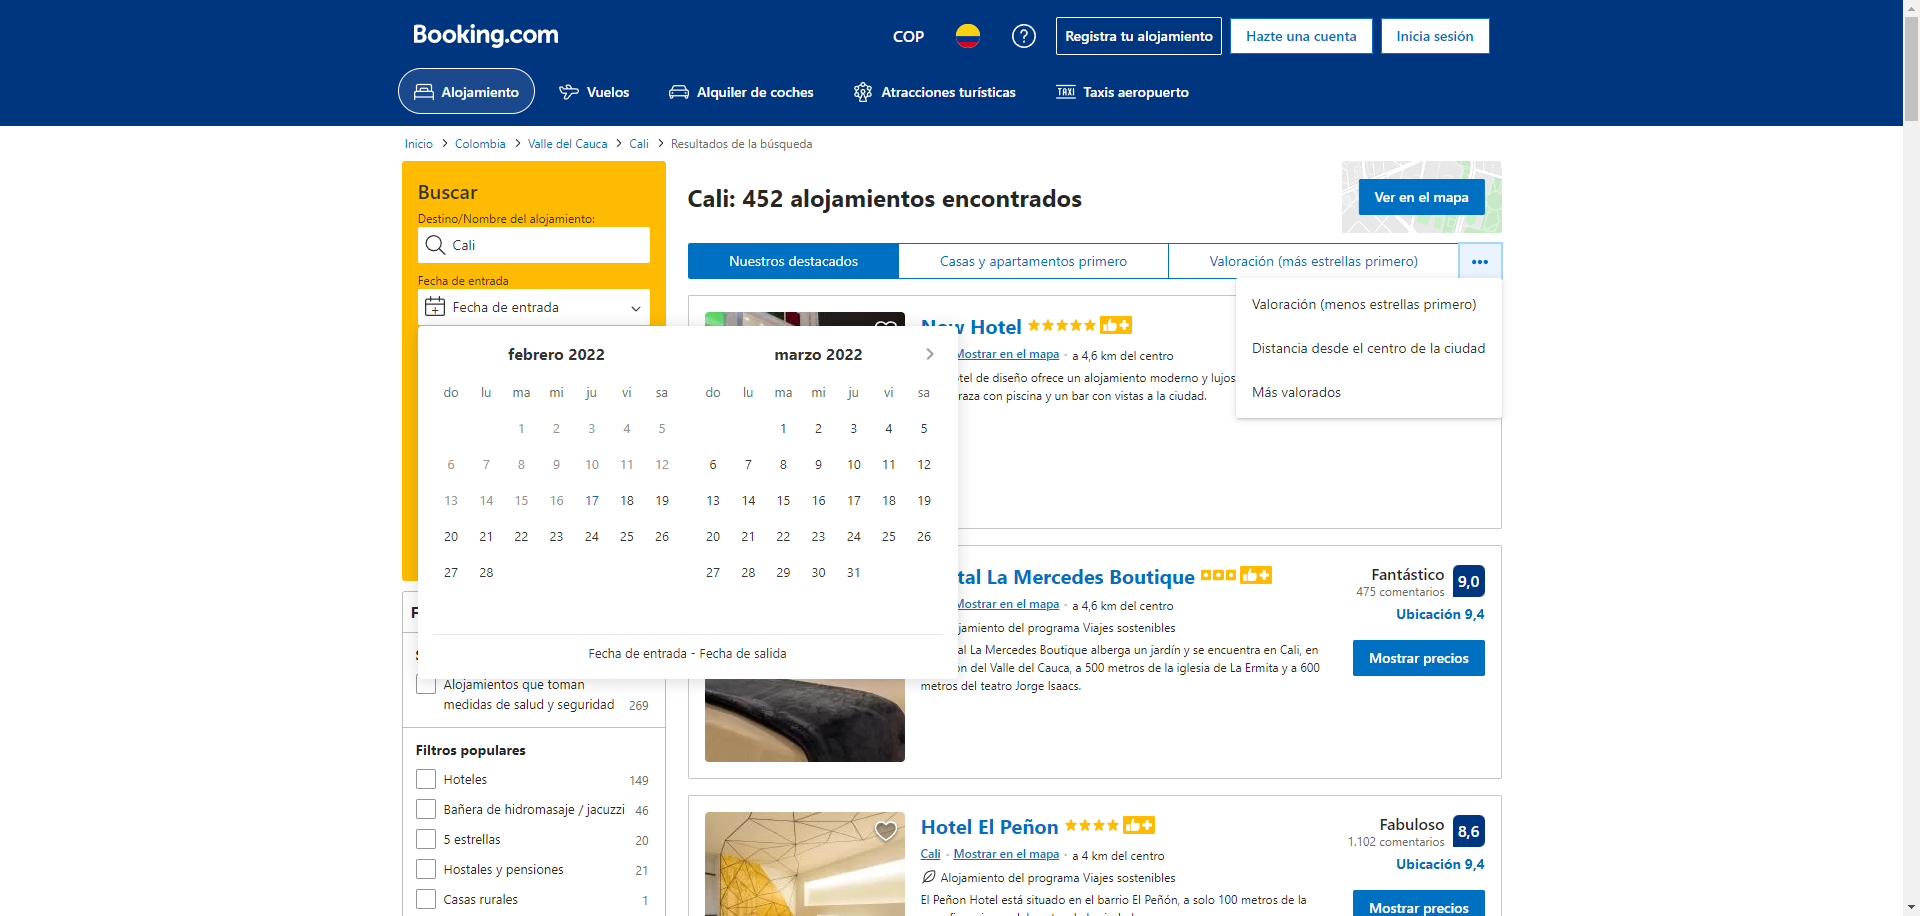 Booking.com
COP
Registra tu alojamiento
Hazte una cuenta
Inicia sesión
Alojamiento
Vuelos
Alquiler de coches
Atracciones turísticas
TAXI
Taxis aeropuerto
Inicio > Colombia > Valle del Cauca > Cali > Resultados de la búsqueda
Buscar
Destino/Nombre del alojamiento:
Cali
Fecha de entrada
Fecha de entrada
febrero 2022
do lu ma mi ju vi sa
1 2 3 4 5
6 7 8 9 10 11 12
13 14 15 16 17 18 19
20 21 22 23 24 25 26
27 28
marzo 2022
do lu ma mi ju vi sa
1 2 3 4 5
6 7 8 9 10 11 12
13 14 15 16 17 18 19
20 21 22 23 24 25 26
27 28 29 30 31
Fecha de entrada - Fecha de salida
Alojamientos que toman
medidas de salud y seguridad 269
Filtros populares
Hoteles 149
Bañera de hidromasaje / jacuzzi 46
5 estrellas 20
Hostales y pensiones 21
Casas rurales 1
Cali: 452 alojamientos encontrados
Ver en el mapa
Nuestros destacados
Casas y apartamentos primero
Valoración (más estrellas primero)
Valoración (menos estrellas primero)
Distancia desde el centro de la ciudad
Más valorados
Now Hotel
Mostrar en el mapa · a 4,6 km del centro
de diseño ofrece un alojamiento moderno y lujos
con piscina y un bar con vistas a la ciudad.
La Mercedes Boutique
Mostrar en el mapa · a 4,6 km del centro
del programa Viajes sostenibles
La Mercedes Boutique alberga un jardín y se encuentra en Cali, en
del Valle del Cauca, a 500 metros de la iglesia de La Ermita y a 600
metros del teatro Jorge Isaacs.
Fantástico
475 comentarios
9,0
Ubicación 9,4
Mostrar precios
Hotel El Peñon
Cali · Mostrar en el mapa · a 4 km del centro
Alojamiento del programa Viajes sostenibles
El Peñon Hotel está situado en el barrio El Peñón, a solo 100 metros de la
Fabuloso
1.102 comentarios
8,6
Ubicación 9,4
Mostrar precios